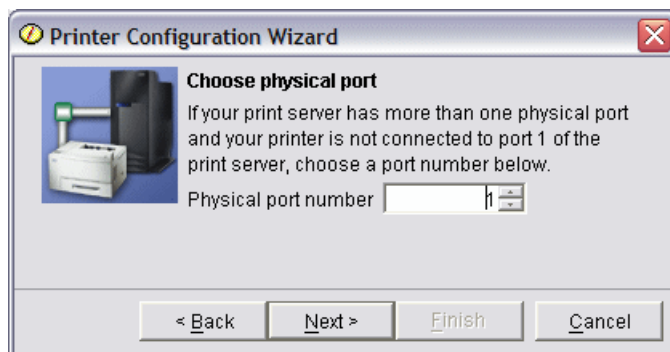 Printer Configuration Wizard
Choose physical port
If your print server has more than one physical port
and your printer is not connected to port 1 of the
print server, choose a port number below.
Physical port number 1
< Back Next > Finish Cancel